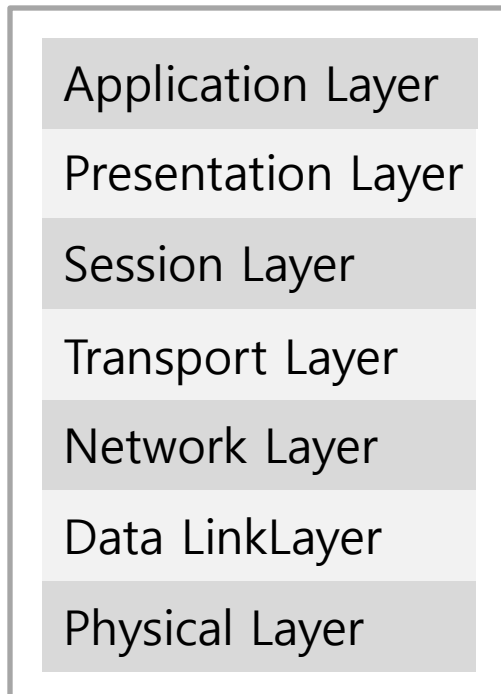 Application Layer
Presentation Layer
Session Layer
Transport Layer
Network Layer
Data LinkLayer
Physical Layer